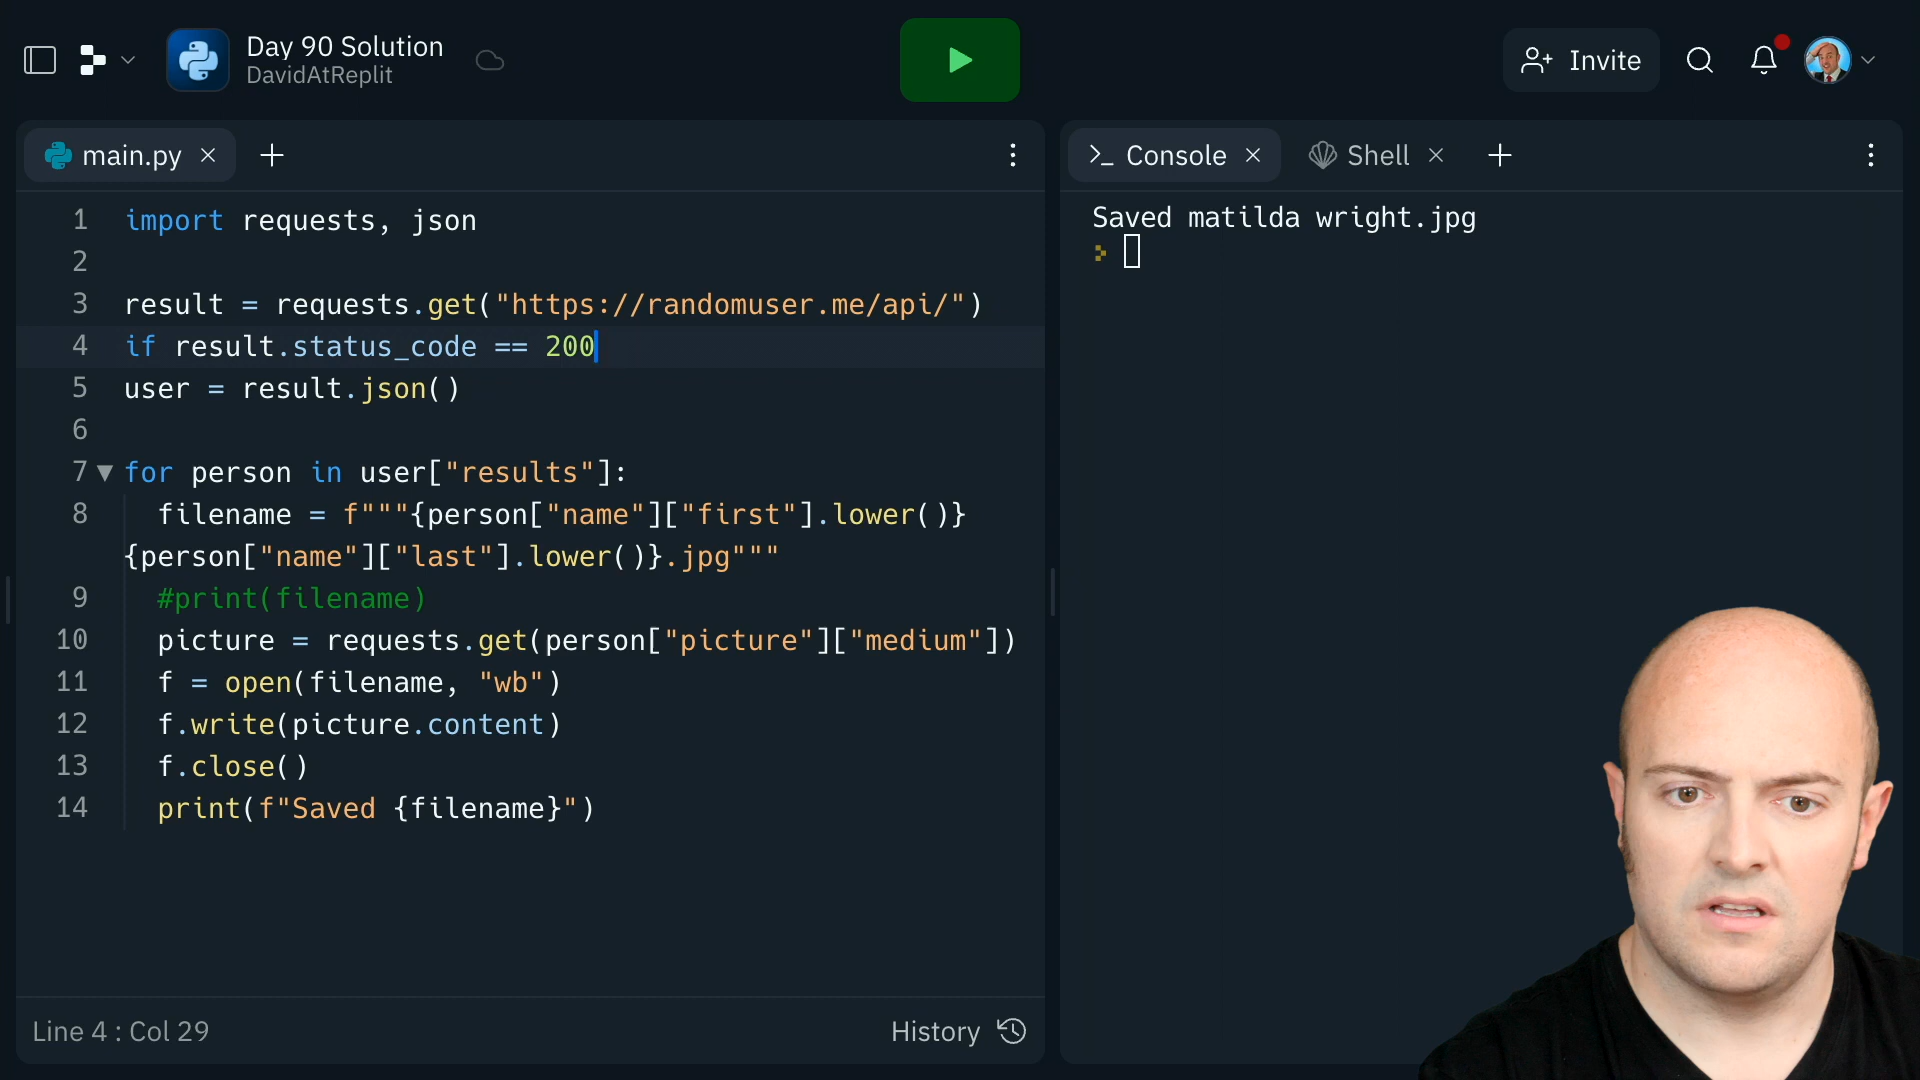 Day 90 Solution
DavidAtReplit
Invite
main.py
Console
Shell
1 import requests, json
2
3 result = requests.get("https://randomuser.me/api/")
4 if result.status_code == 200
5 user = result.json()
6
7 for person in user["results"]:
8 filename = f"""{person["name"]["first"].lower()}
{person["name"]["last"].lower()}.jpg"""
9 #print(filename)
10 picture = requests.get(person["picture"]["medium"])
11 f = open(filename, "wb")
12 f.write(picture.content)
13 f.close()
14 print(f"Saved {filename}")
Saved matilda wright.jpg
Line 4 : Col 29
History